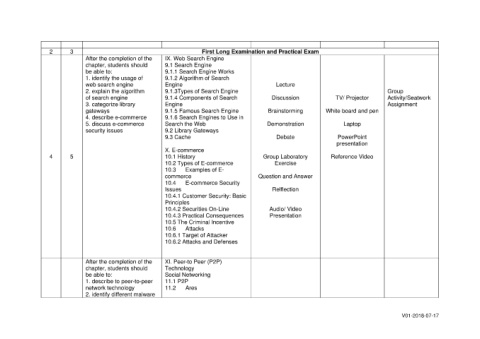 2 3 First Long Examination and Practical Exam
After the completion of the
chapter, students should
be able to:
1. identify the usage of
web search engine
2. explain the algorithm
of search engine
3. categorize library
gateways
4. describe e-commerce
5. discuss e-commerce
security issues
4 5
IX. Web Search Engine
9.1 Search Engine
9.1.1 Search Engine Works
9.1.2 Algorithm of Search
Engine
9.1.3Types of Search Engine
9.1.4 Components of Search
Engine
9.1.5 Famous Search Engine
9.1.6 Search Engines to Use in
Search the Web
9.2 Library Gateways
9.3 Cache
X. E-commerce
10.1 History
10.2 Types of E-commerce
10.3 Examples of E-
commerce
10.4 E-commerce Security
Issues
10.4.1 Customer Security: Basic
Principles
10.4.2 Securities On-Line
10.4.3 Practical Consequences
10.5 The Criminal Incentive
10.6 Attacks
10.6.1 Target of Attacker
10.6.2 Attacks and Defenses
Lecture
Discussion
Brainstorming
Demonstration
Debate
Group Laboratory
Exercise
Question and Answer
Reflection
Audio/ Video
Presentation
TV/ Projector
White board and pen
Laptop
PowerPoint
presentation
Reference Video
Group
Activity/Seatwork
Assignment
After the completion of the
chapter, students should
be able to:
1. describe to peer-to-peer
network technology
2. identify different malware
XI. Peer-to Peer (P2P)
Technology
Social Networking
11.1 P2P
11.2 Ares
V01-2018-07-17